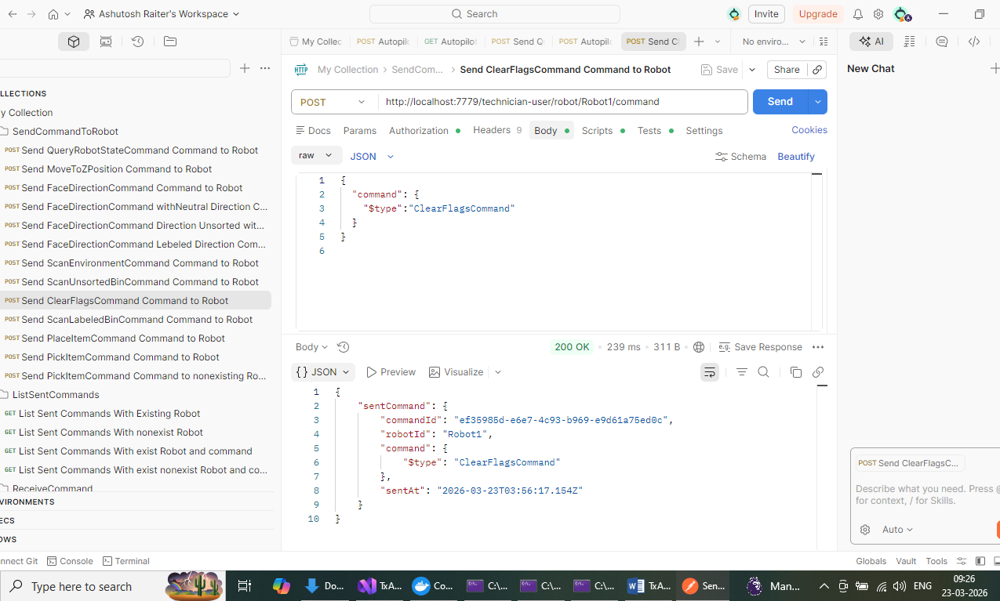 Ashutosh Raiter's Workspace
Search
Invite
Upgrade
My Collec
POST Autopil
GET Autopilo
POST Send Q
POST Autopil
POST Send C
No enviro...
AI
LLECTIONS
y Collection
SendCommandToRobot
POST Send QueryRobotStateCommand Command to Robot
POST Send MoveToZPosition Command to Robot
POST Send FaceDirectionCommand Command to Robot
POST Send FaceDirectionCommand withNeutral Direction C...
POST Send FaceDirectionCommand Direction Unsorted wit...
POST Send FaceDirectionCommand Lebeled Direction Com...
POST Send ScanEnvironmentCommand Command to Robot
POST Send ScanUnsortedBinCommand Command to Robot
POST Send ClearFlagsCommand Command to Robot
POST Send ScanLabeledBinCommand Command to Robot
POST Send PlaceItemCommand Command to Robot
POST Send PickItemCommand Command to Robot
POST Send PickItemCommand Command to nonexisting Ro...
ListSentCommands
GET List Sent Commands With Existing Robot
GET List Sent Commands With nonexist Robot
GET List Sent Commands With exist Robot and command
GET List Sent Commands With exist nonexist Robot and co...
ReceiveCommand
VIRONMENTS
ECS
OWS
HTTP
My Collection > SendCom... > Send ClearFlagsCommand Command to Robot
Save
Share
POST
http://localhost:7779/technician-user/robot/Robot1/command
Send
Docs
Params
Authorization
Headers 9
Body
Scripts
Tests
Settings
Cookies
raw
JSON
Schema
Beautify
1 {
2 "command": {
3 "$type":"ClearFlagsCommand"
4 }
5 }
6
Body
200 OK • 239 ms • 311 B •
e.g. Save Response
{} JSON
Preview
Visualize
1 {
2 "sentCommand": {
3 "commandId": "ef35985d-e6e7-4c93-b969-e9d61a75ed0c",
4 "robotId": "Robot1",
5 "command": {
6 "$type": "ClearFlagsCommand"
7 },
8 "sentAt": "2026-03-23T03:56:17.154Z"
9 }
10 }
New Chat
POST Send ClearFlagsC...
Describe what you need. Press @
for context, / for Skills.
Auto
nnect Git
Console
Terminal
Globals
Vault
Tools
Type here to search
Do...
TxA...
Co...
C:\...
C:\...
C:\...
TxA...
Sen...
Man...
ENG
09:26
23-03-2026